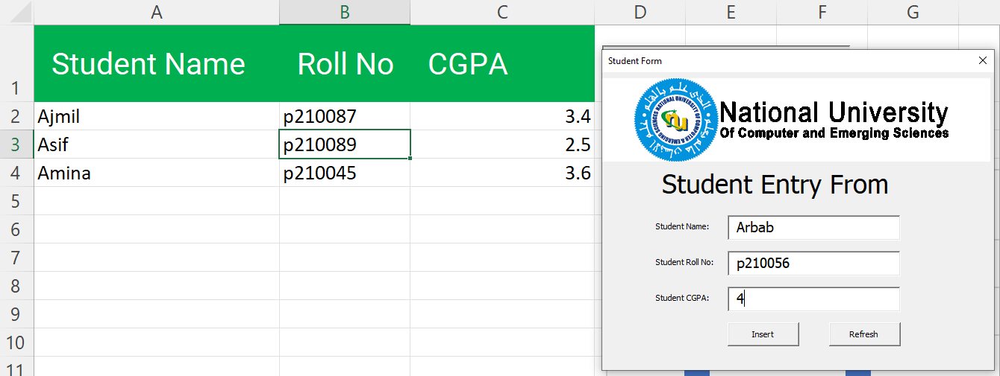 A B C D E F G
1 Student Name Roll No CGPA
2 Ajmil p210087 3.4
3 Asif p210089 2.5
4 Amina p210045 3.6
5
6
7
8
9
10
11
Student Form
NATIONAL UNIVERSITY OF COMPUTER & EMERGING SCIENCES
nu
National University
Of Computer and Emerging Sciences
Student Entry From
Student Name: Arbab
Student Roll No: p210056
Student CGPA: 4
Insert Refresh